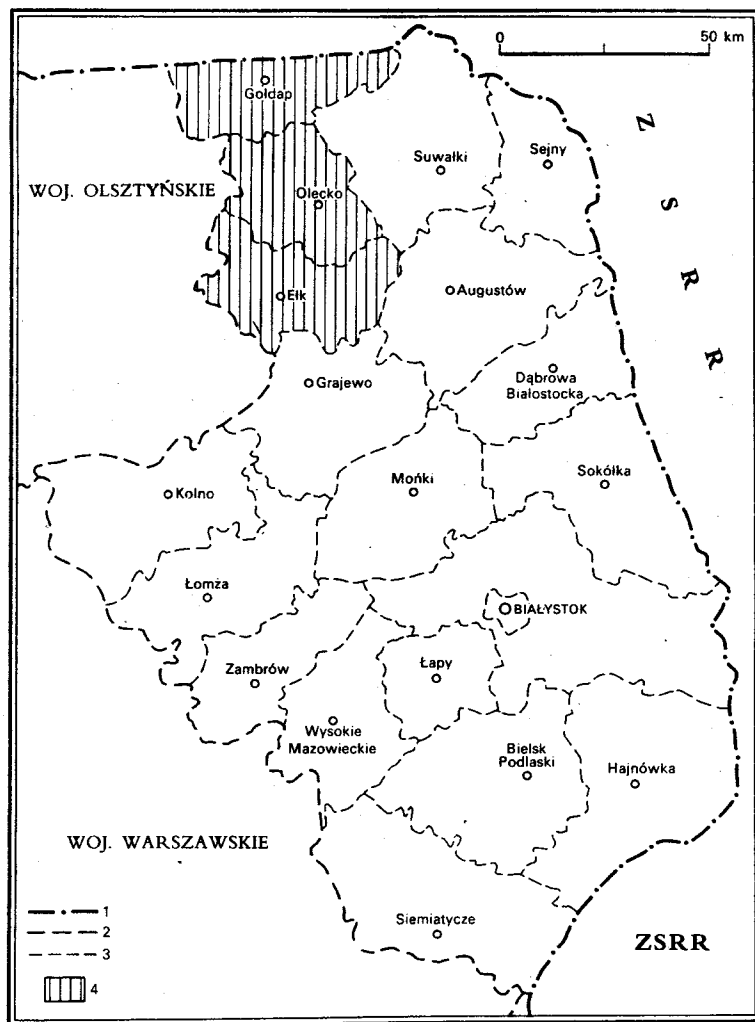 0 50 km
Gołdap
Suwałki
Sejny
Z
S
R
R
WOJ. OLSZTYŃSKIE
Olecko
Ełk
Augustów
Grajewo
Dąbrowa
Białostocka
Kolno
Mońki
Sokółka
Łomża
BIAŁYSTOK
Zambrów
Łapy
Wysokie
Mazowieckie
Bielsk
Podlaski
Hajnówka
WOJ. WARSZAWSKIE
Siemiatycze
ZSRR
1
2
3
4